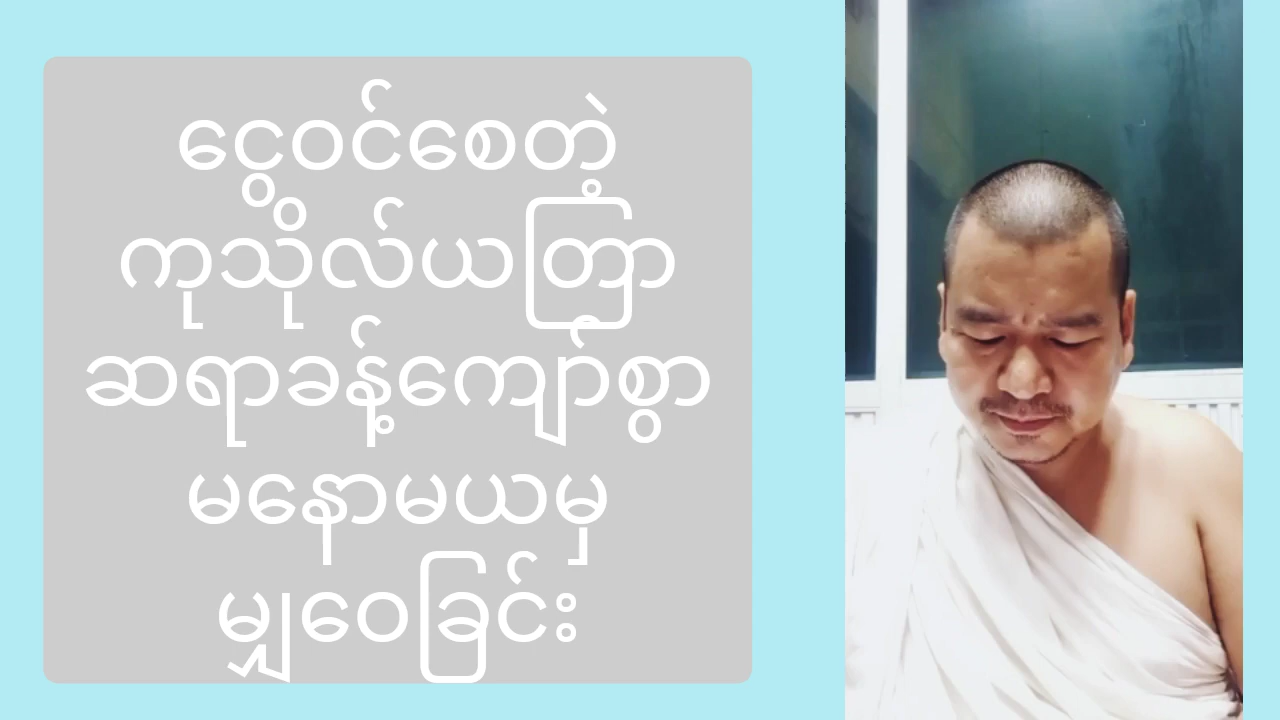 ငွေဝင်စေတဲ့
ကုသိုလ်ယတြာ
ဆရာခန့်ကျော်စွာ
မနောမယမှ
မျှဝေခြင်း